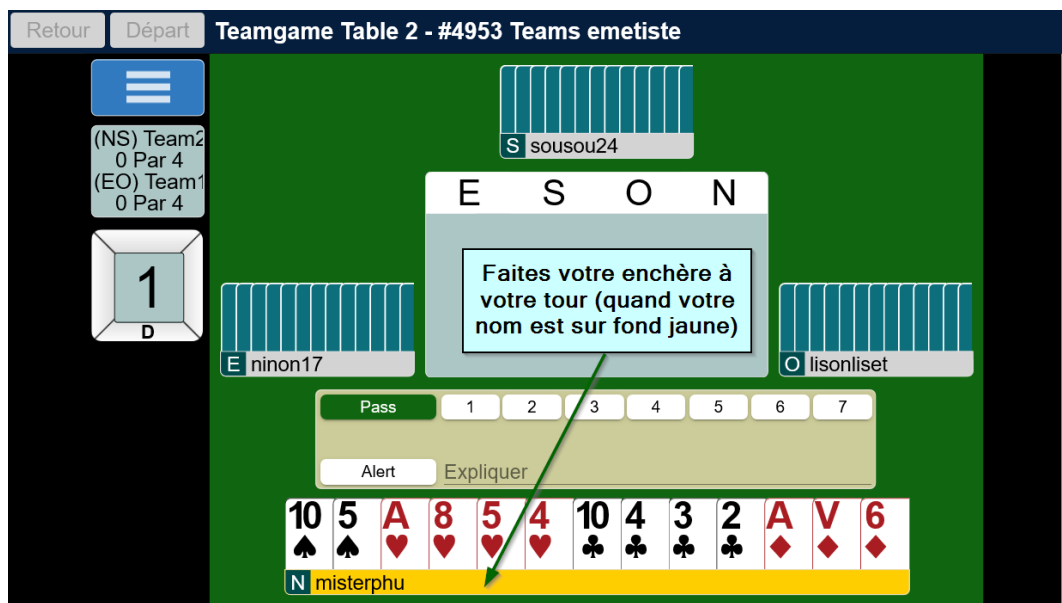 Retour Départ Teamgame Table 2 - #4953 Teams emetiste
(NS) Team2
0 Par 4
(EO) Team1
0 Par 4
1
D
S sousou24
E S O N
Faites votre enchère à
votre tour (quand votre
nom est sur fond jaune)
E ninon17
O lisonliset
Pass 1 2 3 4 5 6 7
Alert Expliquer
10 5 A 8 5 4 10 4 3 2 A V 6
N misterphu